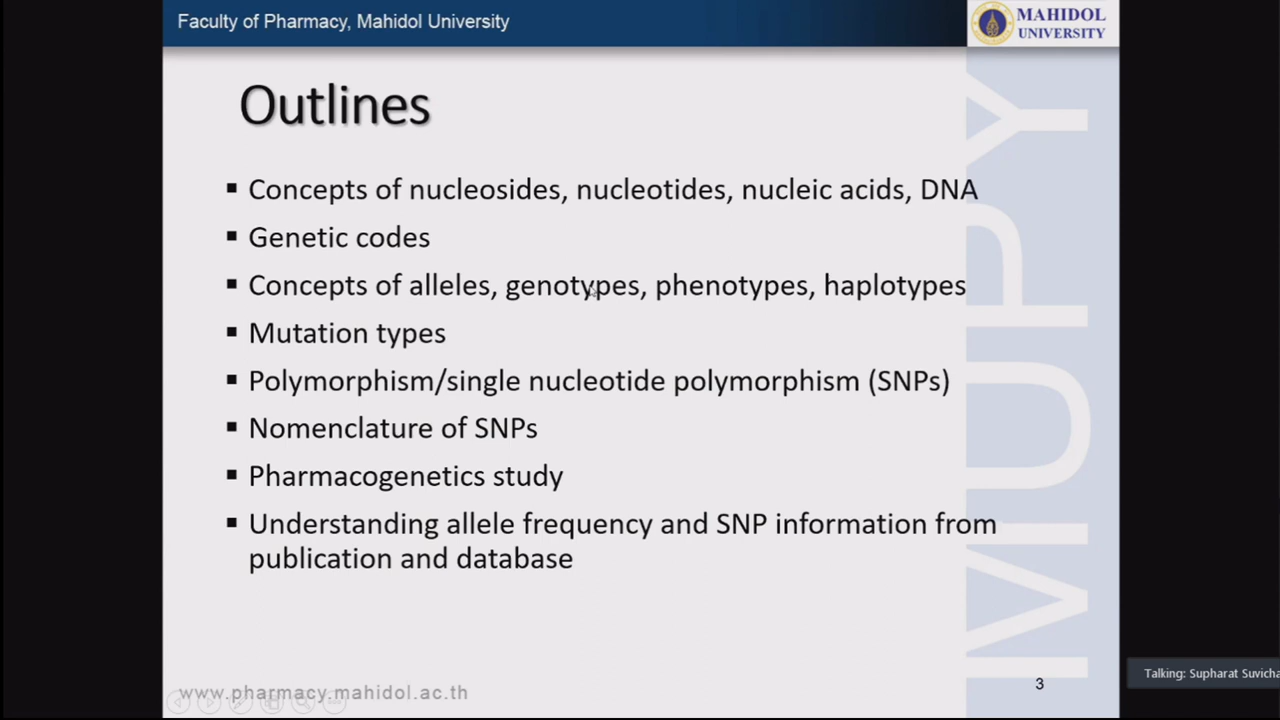 Faculty of Pharmacy, Mahidol University
MAHIDOL
UNIVERSITY
Outlines
▪ Concepts of nucleosides, nucleotides, nucleic acids, DNA
▪ Genetic codes
▪ Concepts of alleles, genotypes, phenotypes, haplotypes
▪ Mutation types
▪ Polymorphism/single nucleotide polymorphism (SNPs)
▪ Nomenclature of SNPs
▪ Pharmacogenetics study
▪ Understanding allele frequency and SNP information from
publication and database
MUPY
www.pharmacy.mahidol.ac.th
3
Talking: Supharat Suvicha